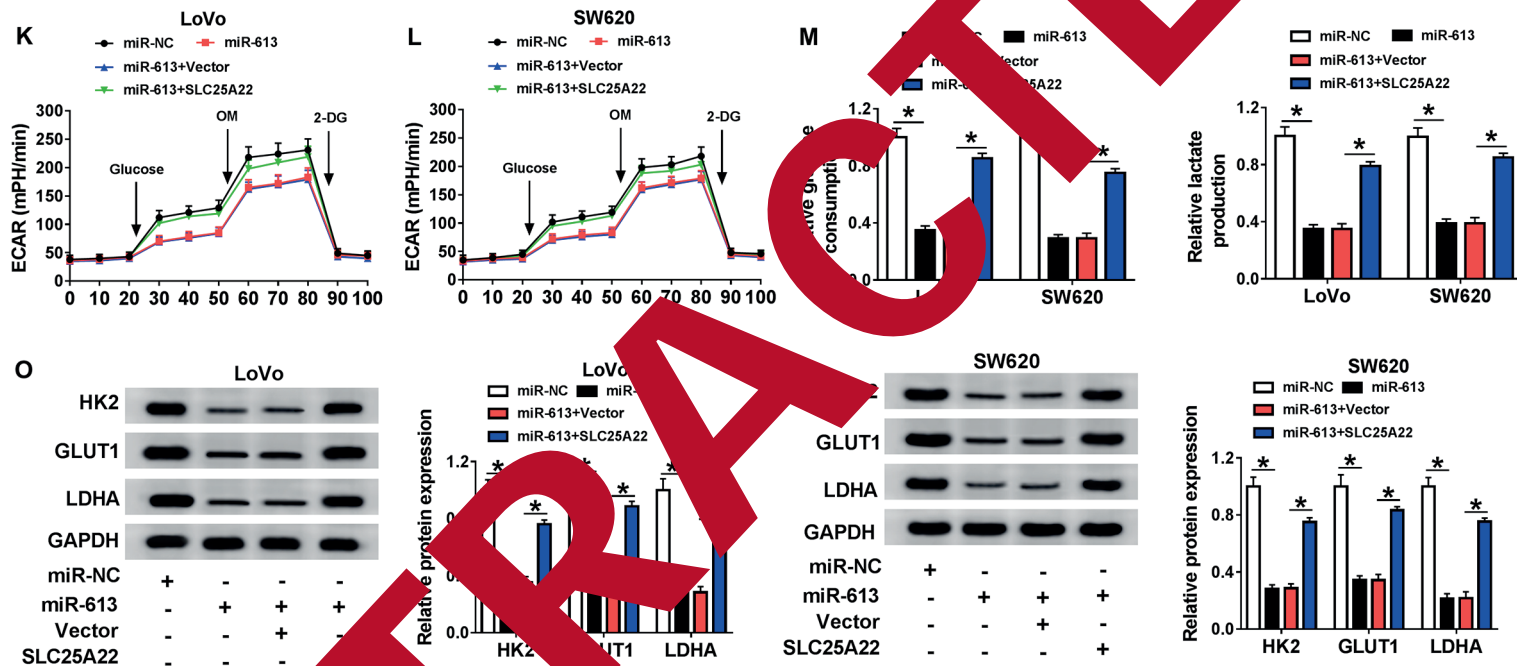 K
LoVo
miR-NC miR-613
miR-613+Vector
miR-613+SLC25A22
ECAR (mPH/min)
300
250
200
150
100
50
0
Glucose
OM
2-DG
0 10 20 30 40 50 60 70 80 90 100
L
SW620
miR-NC miR-613
miR-613+Vector
miR-613+SLC25A22
ECAR (mPH/min)
300
250
200
150
100
50
0
Glucose
OM
2-DG
0 10 20 30 40 50 60 70 80 90 100
M
miR-613
1.2
0.4
* * *
SW620
miR-NC miR-613
miR-613+Vector
miR-613+SLC25A22
Relative lactate
production
1.2
0.8
0.4
0.0
* * * *
LoVo SW620
O
LoVo
HK2
GLUT1
LDHA
GAPDH
miR-NC + - - -
miR-613 - + + +
Vector - - + -
SLC25A22 - - -
LoVo
miR-NC
miR-613+Vector
miR-613+SLC25A22
Relative protein expression
1.2
0.0
* * * * *
HK2 LDHA
SW620
GLUT1
LDHA
GAPDH
miR-NC + - - -
miR-613 - + + +
Vector - - + -
SLC25A22 - - - +
SW620
miR-NC miR-613
miR-613+Vector
miR-613+SLC25A22
Relative protein expression
1.2
0.8
0.4
0.0
* * * * * *
HK2 GLUT1 LDHA